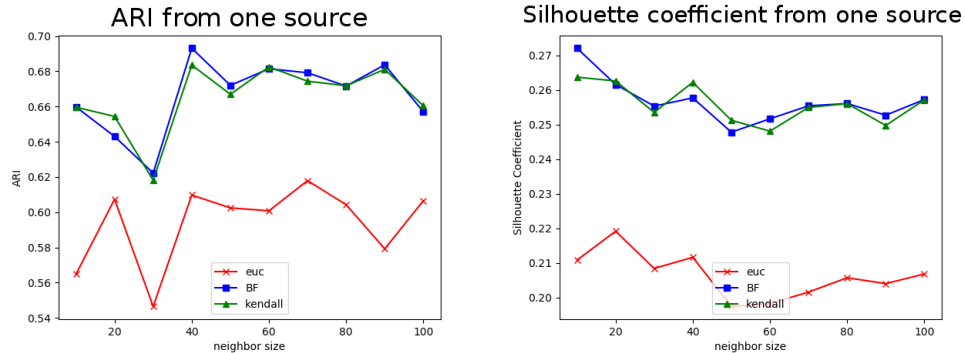 ARI from one source
0.70
0.68
0.66
0.64
0.62
0.60
0.58
0.56
0.54
ARI
20
40
60
80
100
neighbor size
euc
BF
kendall
Silhouette coefficient from one source
0.27
0.26
0.25
0.24
0.23
0.22
0.21
0.20
Silhouette Coefficient
20
40
60
80
100
neighbor size
euc
BF
kendall